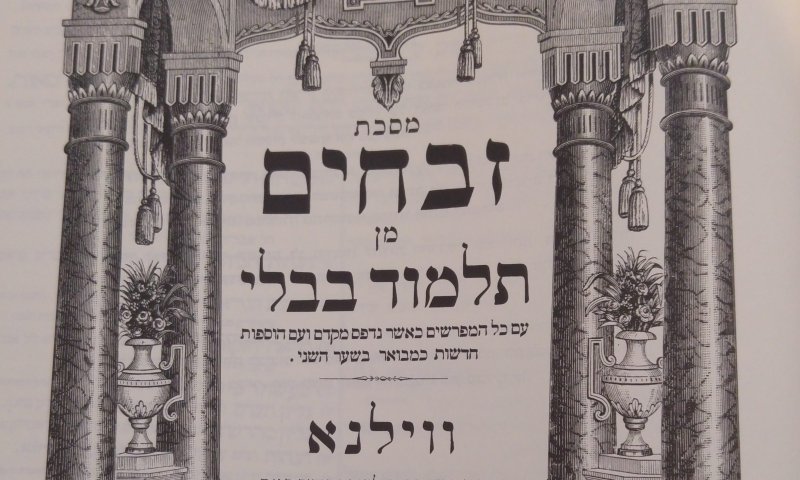 מסכת
זבחים
מן
תלמוד בבלי
עם כל המפרשים כאשר נדפס מקדם ועם הוספות
חדשות כמבואר בשער השני.
ווילנא